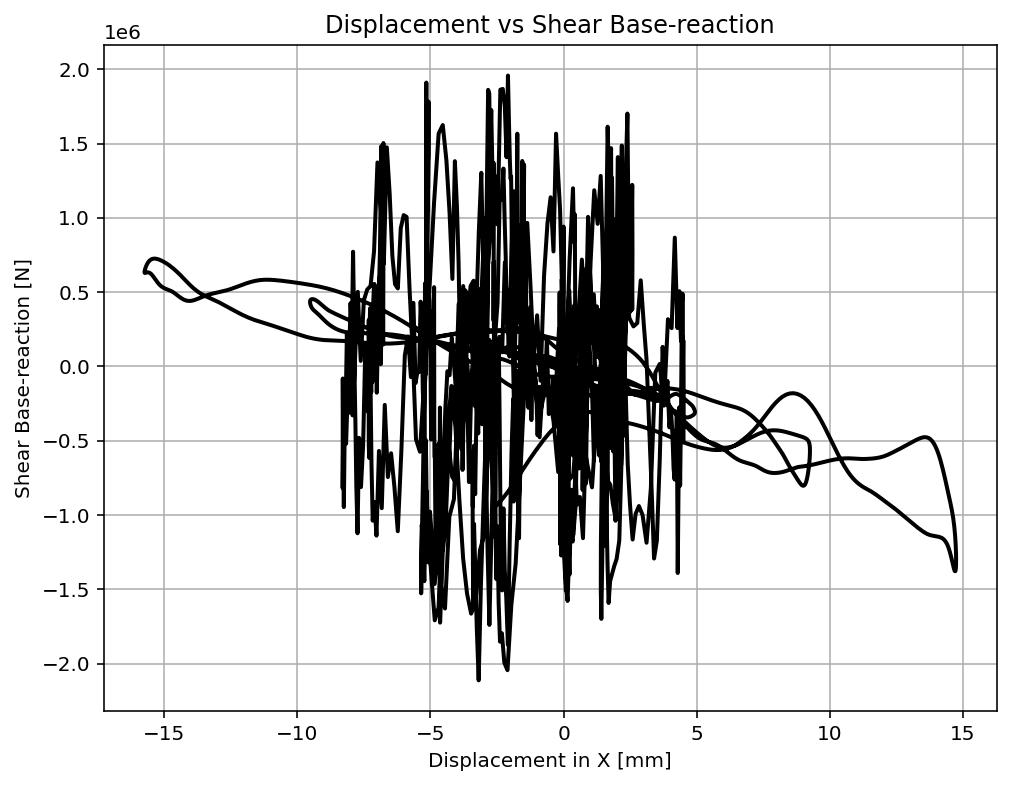 Displacement vs Shear Base-reaction
1e6
2.0
1.5
1.0
0.5
0.0
−0.5
−1.0
−1.5
−2.0
Shear Base-reaction [N]
−15 −10 −5 0 5 10 15
Displacement in X [mm]